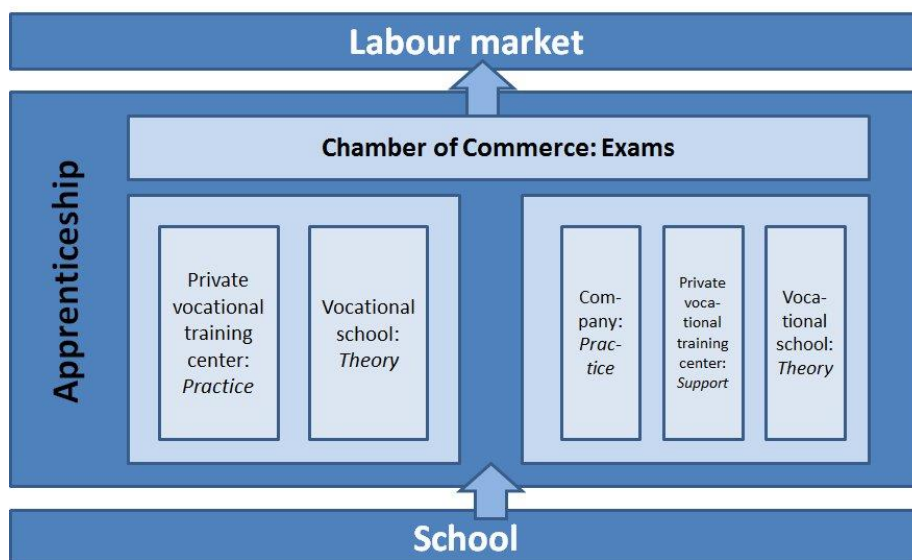 Labour market
Apprenticeship
Chamber of Commerce: Exams
Private
vocational
training
center:
Practice
Vocational
school:
Theory
Com-
pany:
Prac-
tice
Private
voca-
tional
training
center:
Support
Voca-
tional
school:
Theory
School